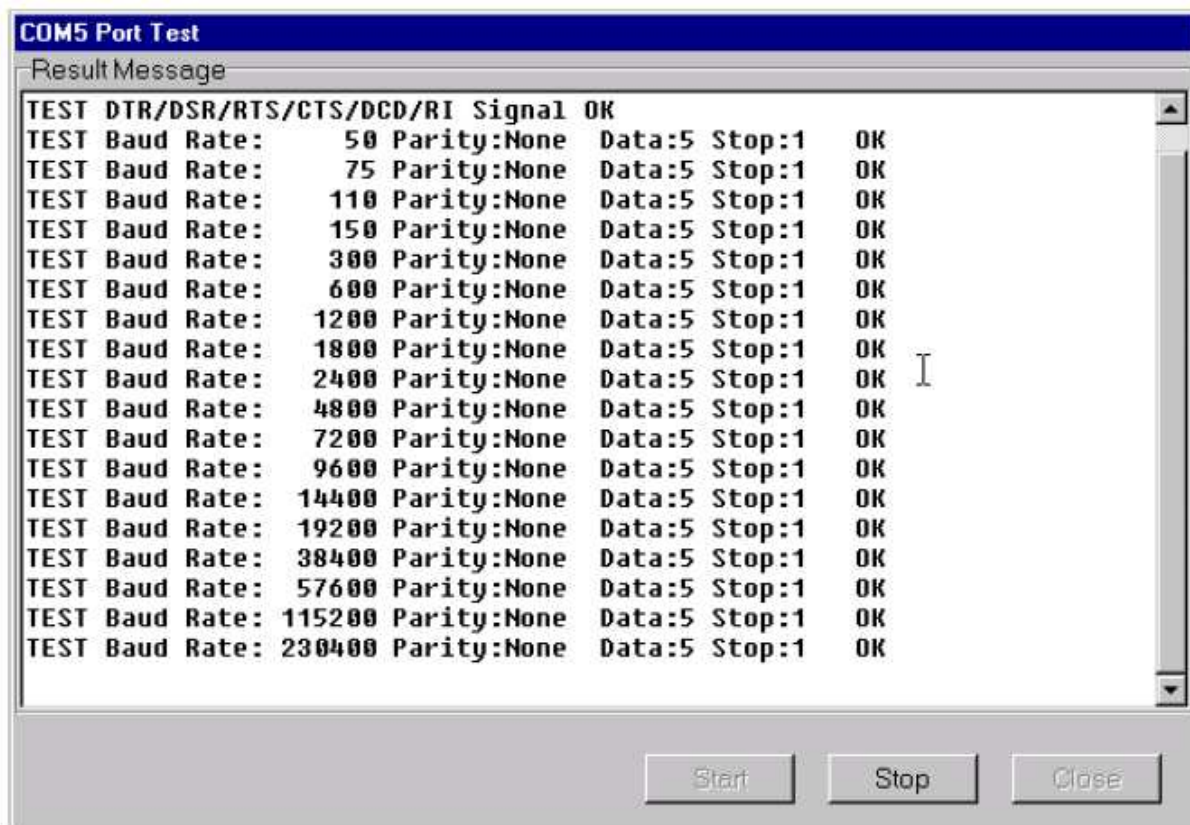 COM5 Port Test
Result Message
TEST DTR/DSR/RTS/CTS/DCD/RI Signal OK
TEST Baud Rate:     50 Parity:None  Data:5 Stop:1   OK
TEST Baud Rate:     75 Parity:None  Data:5 Stop:1   OK
TEST Baud Rate:    110 Parity:None  Data:5 Stop:1   OK
TEST Baud Rate:    150 Parity:None  Data:5 Stop:1   OK
TEST Baud Rate:    300 Parity:None  Data:5 Stop:1   OK
TEST Baud Rate:    600 Parity:None  Data:5 Stop:1   OK
TEST Baud Rate:   1200 Parity:None  Data:5 Stop:1   OK
TEST Baud Rate:   1800 Parity:None  Data:5 Stop:1   OK
TEST Baud Rate:   2400 Parity:None  Data:5 Stop:1   OK
TEST Baud Rate:   4800 Parity:None  Data:5 Stop:1   OK
TEST Baud Rate:   7200 Parity:None  Data:5 Stop:1   OK
TEST Baud Rate:   9600 Parity:None  Data:5 Stop:1   OK
TEST Baud Rate:  14400 Parity:None  Data:5 Stop:1   OK
TEST Baud Rate:  19200 Parity:None  Data:5 Stop:1   OK
TEST Baud Rate:  38400 Parity:None  Data:5 Stop:1   OK
TEST Baud Rate:  57600 Parity:None  Data:5 Stop:1   OK
TEST Baud Rate: 115200 Parity:None  Data:5 Stop:1   OK
TEST Baud Rate: 230400 Parity:None  Data:5 Stop:1   OK
Start Stop Close